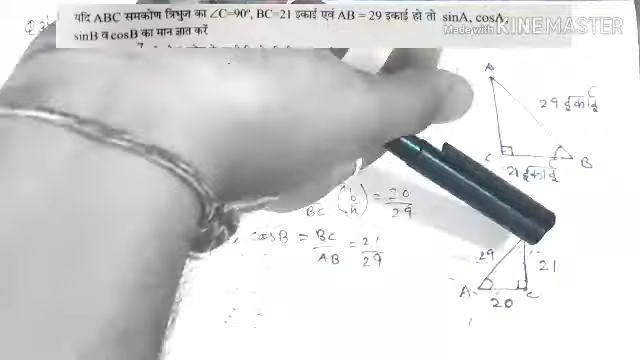 यदि ABC समकोण त्रिभुज का ∠C=90°, BC=21 इकाई एवं AB = 29 इकाई हो तो sinA, cosA,
sinB व cosB का मान ज्ञात करें
Made with KINEMASTER
A
29 इकाई
C
B
21 इकाई
BC (b/h) = 20/29
cosB = BC/AB = 21/29
29
21
A
20
C